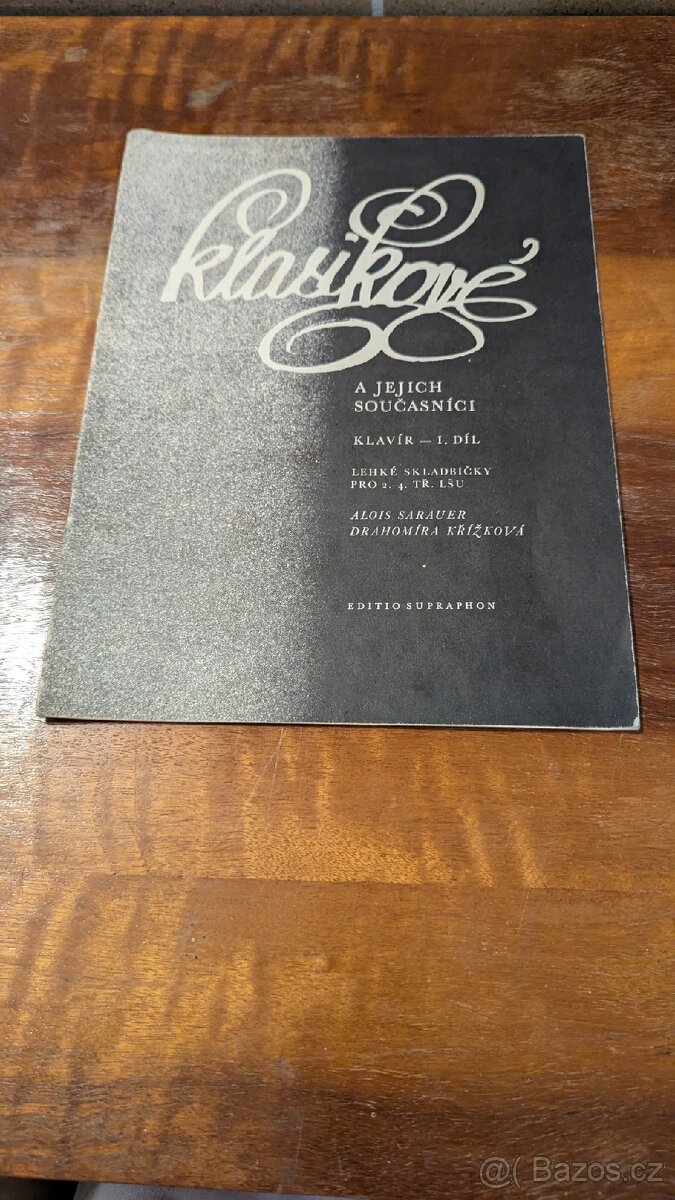 klasikové
A JEJICH
SOUČASNÍCI
KLAVÍR — I. DÍL
LEHKÉ SKLADBIČKY
PRO 2. 4. TŘ. LŠU
ALOIS SARAUER
DRAHOMÍRA KŘÍŽKOVÁ
EDITIO SUPRAPHON
@( Bazos.cz